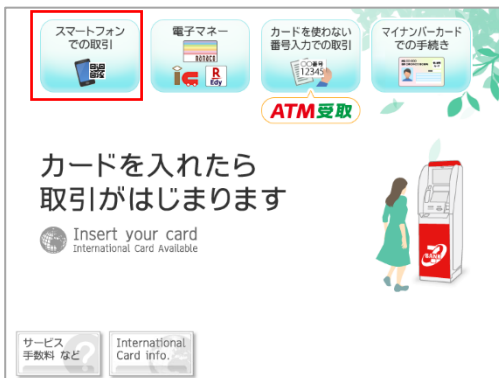 スマートフォン
での取引
電子マネー
nanaco
R
Edy
カードを使わない
番号入力での取引
○○番号
12345
マイナンバーカード
での手続き
ATM受取
カードを入れたら
取引がはじまります
Insert your card
International Card Available
BANK
サービス
手数料 など
International
Card info.